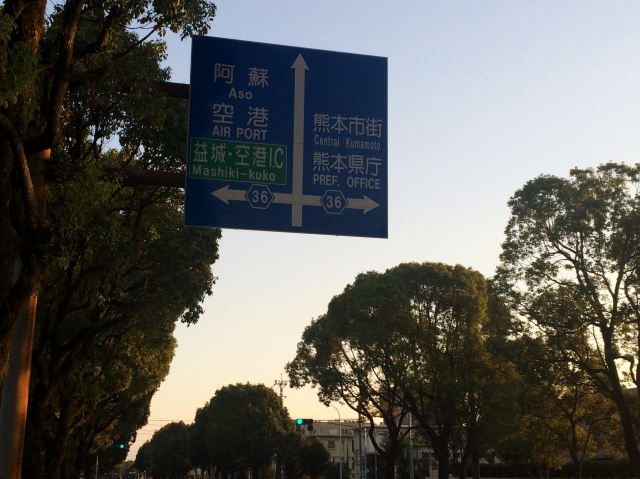 阿蘇
Aso
空港
AIR PORT
益城・空港IC
Mashiki-kuko
36
熊本市街
Central Kumamoto
熊本県庁
PREF. OFFICE
36